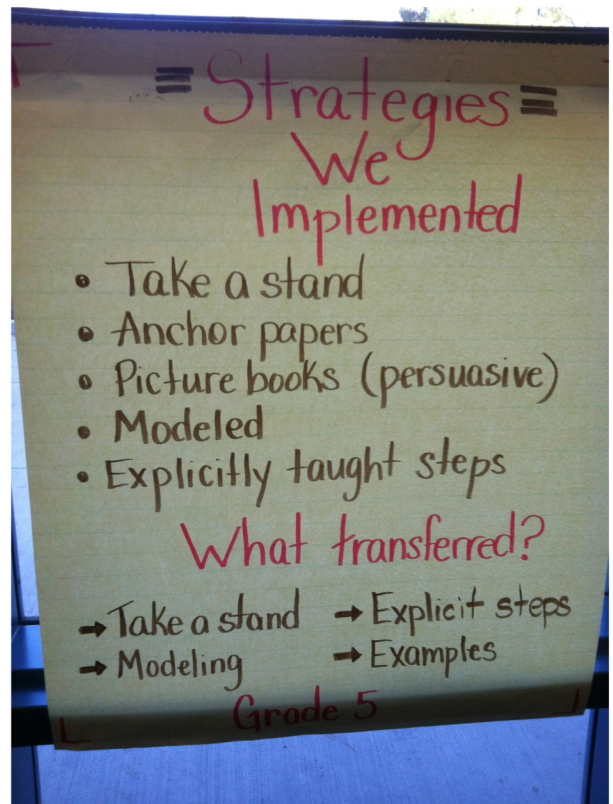 Strategies
We
Implemented
• Take a stand
• Anchor papers
• Picture books (persuasive)
• Modeled
• Explicitly taught steps
What transferred?
→ Take a stand → Explicit steps
→ Modeling → Examples
Grade 5